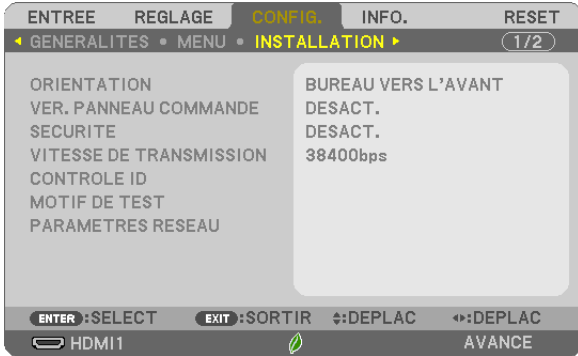 ENTREE REGLAGE CONFIG. INFO. RESET
GENERALITES • MENU • INSTALLATION 1/2
ORIENTATION BUREAU VERS L'AVANT
VER. PANNEAU COMMANDE DESACT.
SECURITE DESACT.
VITESSE DE TRANSMISSION 38400bps
CONTROLE ID
MOTIF DE TEST
PARAMETRES RESEAU
ENTER :SELECT EXIT :SORTIR :DEPLAC :DEPLAC
HDMI1 AVANCE